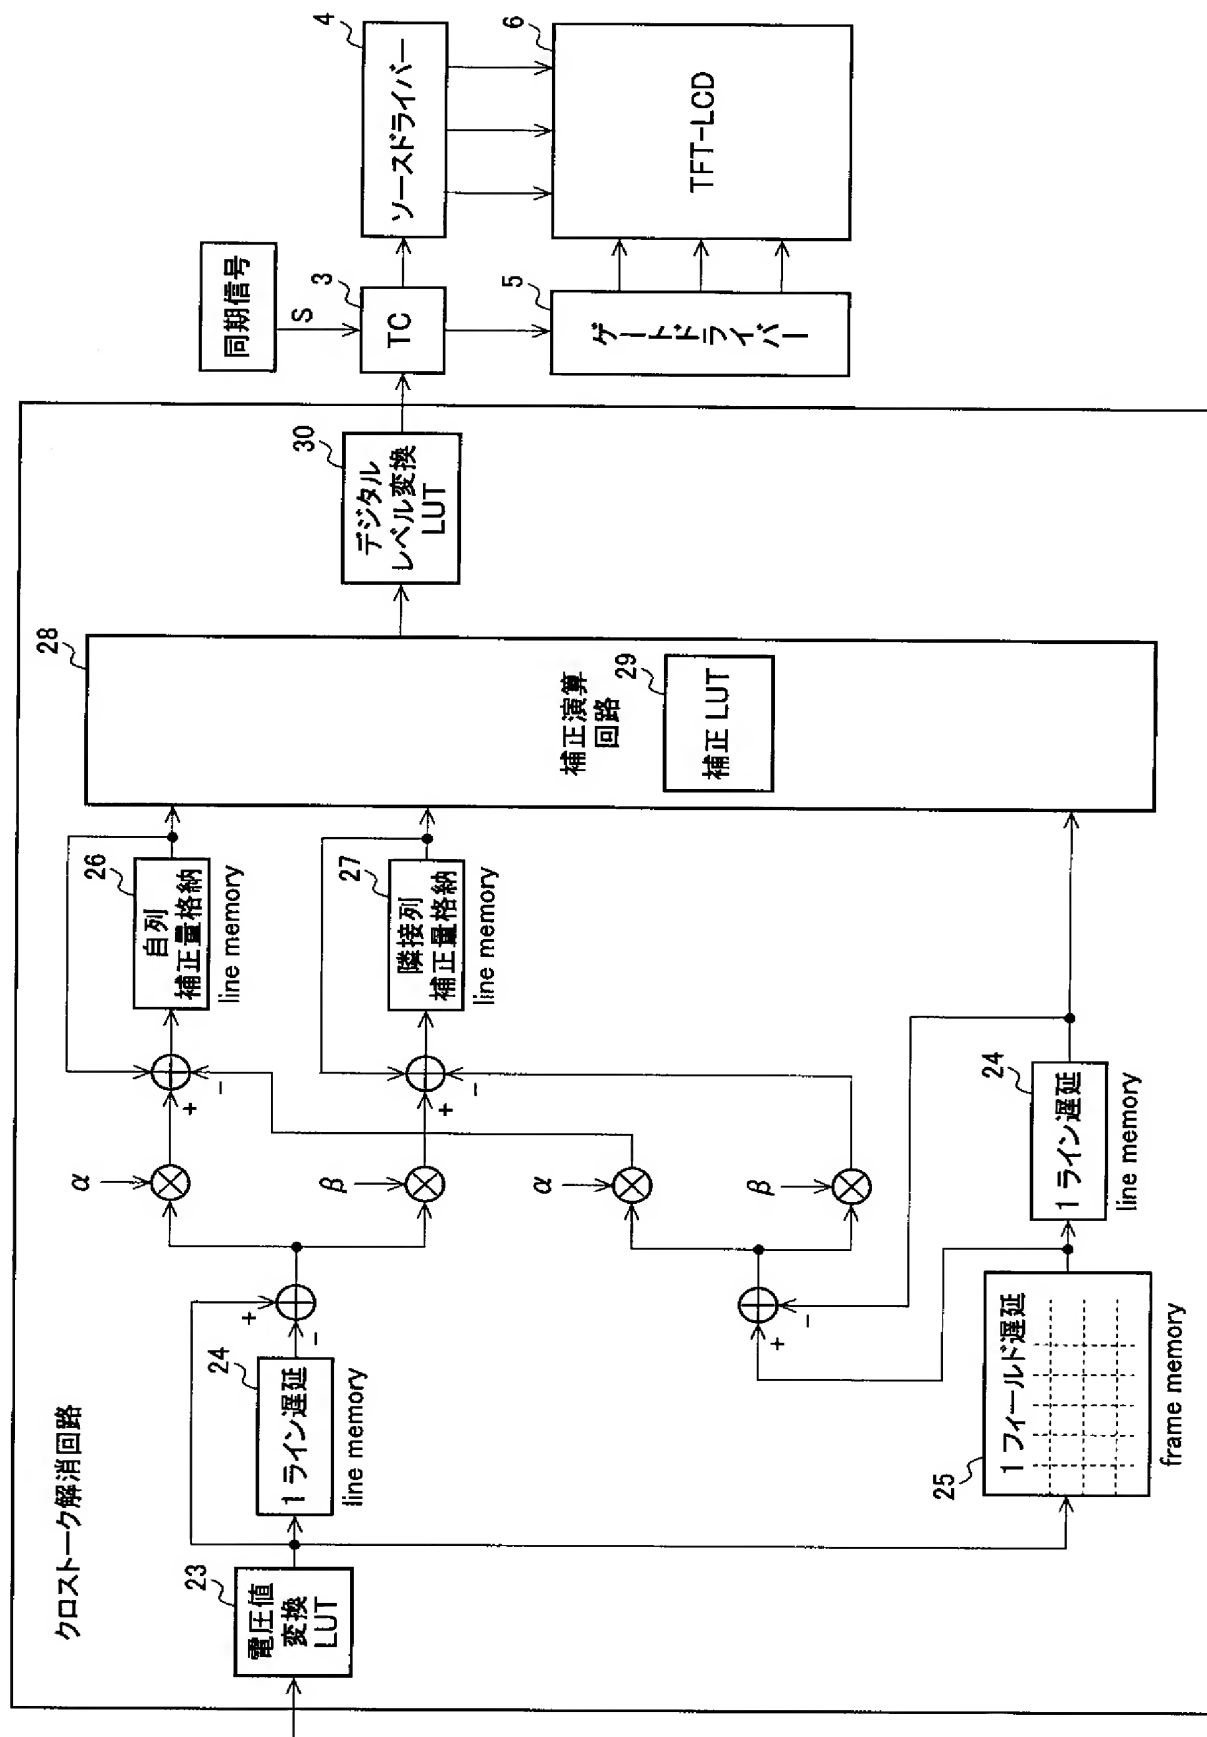 クロストーク解消回路
23
電圧値
変換
LUT
24
1 ライン遅延
line memory
+
−
α
+
−
26
自列
補正量格納
line memory
β
+
−
27
隣接列
補正量格納
line memory
α
β
+
−
25
1 フィールド遅延
frame memory
24
1 ライン遅延
line memory
28
補正演算
回路
29
補正 LUT
30
デジタル
レベル変換
LUT
同期信号
S
3
TC
4
ソースドライバー
5
ゲートドライバー
6
TFT-LCD